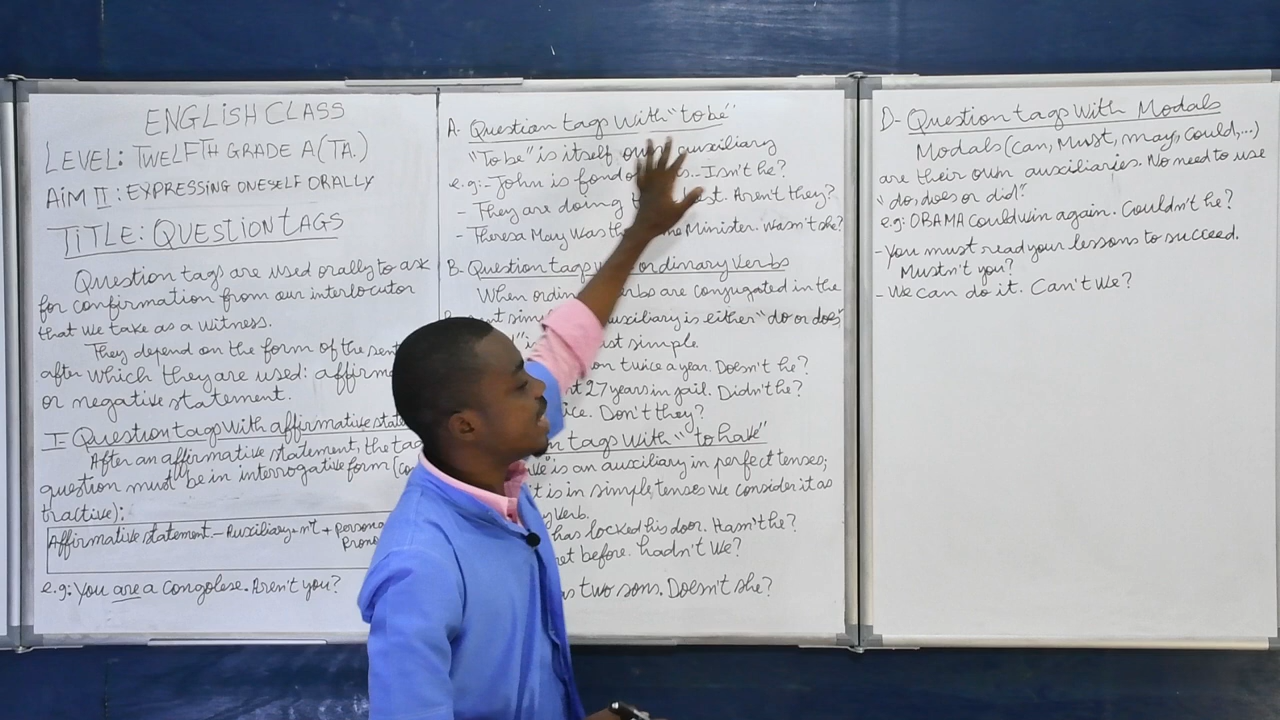 ENGLISH CLASS
LEVEL: TWELFTH GRADE A (TA.)
AIM II: EXPRESSING ONESELF ORALLY
TITLE: QUESTION TAGS
Question tags are used orally to ask
for confirmation from our interlocutor
that we take as a witness.
They depend on the form of the
after which they are used:
or negative statement.
I- Question tags with affirmative
After an affirmative statement, the tag
question must be in interrogative form
tractive):
Affirmative statement.- Auxiliary + n't +
e.g: You are a congolese. Aren't you?
A- Question tags with "to be"
"To be" is itself own auxiliary
e.g:- John is fond Isn't he?
- They are doing Aren't they?
- Theresa May was Minister. Wasn't she?
B- Question tags ordinary verbs
When are conjugated in the
auxiliary is either "do or does"
simple.
twice a year. Doesn't he?
27 years in jail. Didn't he?
Don't they?
tags with "to have"
is an auxiliary in perfect tenses;
it is in simple tenses we consider it as
verb.
has locked his door. Hasn't he?
before. hadn't we?
two sons. Doesn't she?
D- Question tags with Modals
Modals (can, Must, may, could,...)
are their own auxiliaries. No need to use
"do, does or did".
e.g: OBAMA could win again. Couldn't he?
- You must read your lessons to succeed.
Mustn't you?
- We can do it. Can't we?